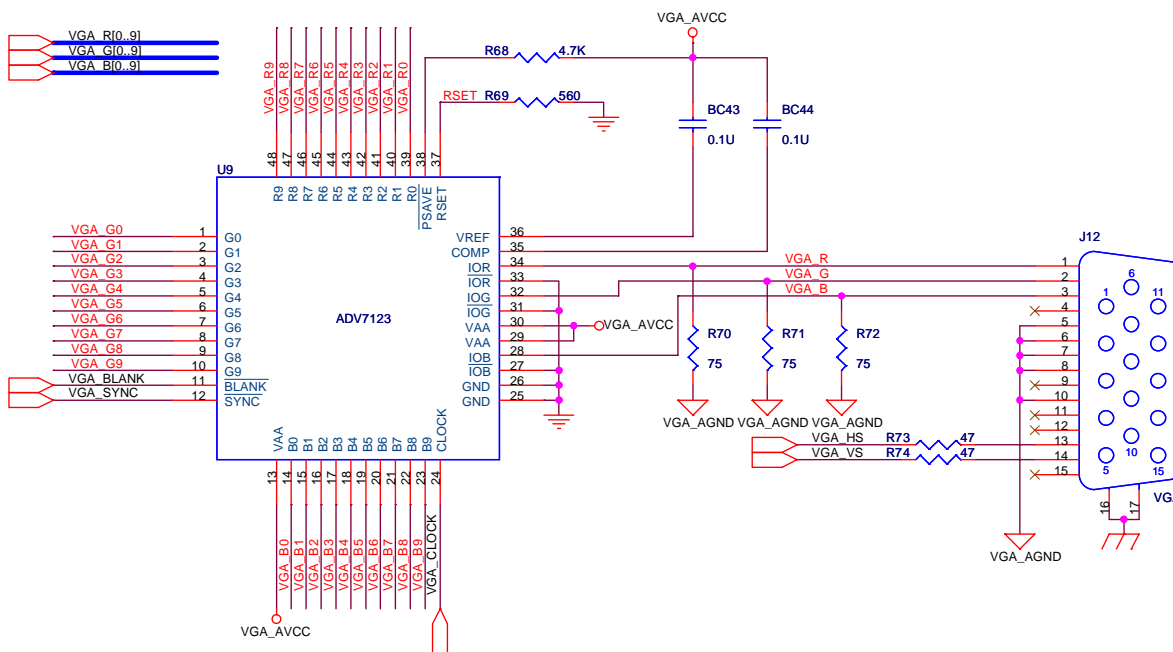 VGA_AVCC
VGA_R[0..9]
VGA_G[0..9]
VGA_B[0..9]
VGA_R9
VGA_R8
VGA_R7
VGA_R6
VGA_R5
VGA_R4
VGA_R3
VGA_R2
VGA_R1
VGA_R0
R68 4.7K
RSET R69 560
BC43
0.1U
BC44
0.1U
48 47 46 45 44 43 42 41 40 39 38 37
U9
R9 R8 R7 R6 R5 R4 R3 R2 R1 R0 PSAVE RSET
VGA_G0 1 G0
VGA_G1 2 G1
VGA_G2 3 G2
VGA_G3 4 G3
VGA_G4 5 G4
VGA_G5 6 G5
VGA_G6 7 G6
VGA_G7 8 G7
VGA_G8 9 G8
VGA_G9 10 G9
VGA_BLANK 11 BLANK
VGA_SYNC 12 SYNC
ADV7123
VREF 36
COMP 35
IOR 34
IOR 33
IOG 32
IOG 31
VAA 30
VAA 29
IOB 28
IOB 27
GND 26
GND 25
VGA_AVCC
VGA_R
VGA_G
VGA_B
R70
75
R71
75
R72
75
VGA_AGND VGA_AGND VGA_AGND
VGA_HS R73 47
VGA_VS R74 47
J12
1
2
3
4
5
6
7
8
9
10
11
12
13
14
15
6
1 11
5 10 15
VG
16 17
VGA_AGND
VAA B0 B1 B2 B3 B4 B5 B6 B7 B8 B9 CLOCK
13 14 15 16 17 18 19 20 21 22 23 24
VGA_B0
VGA_B1
VGA_B2
VGA_B3
VGA_B4
VGA_B5
VGA_B6
VGA_B7
VGA_B8
VGA_B9
VGA_CLOCK
VGA_AVCC